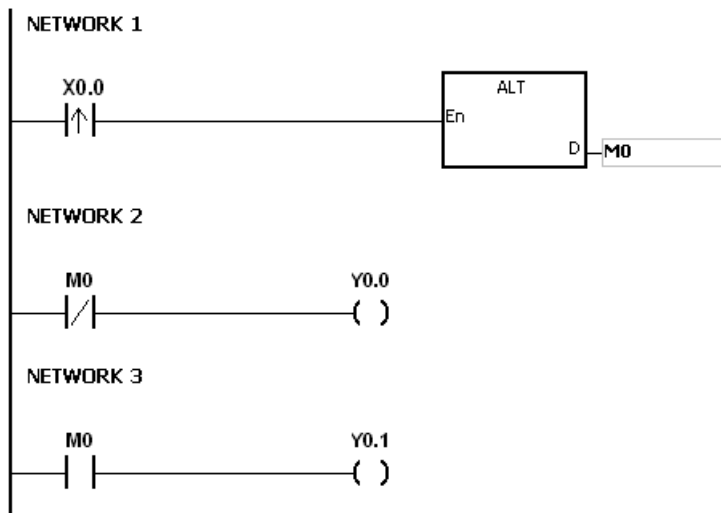 NETWORK 1
X0.0
ALT
En
D
M0
NETWORK 2
M0
Y0.0
NETWORK 3
M0
Y0.1